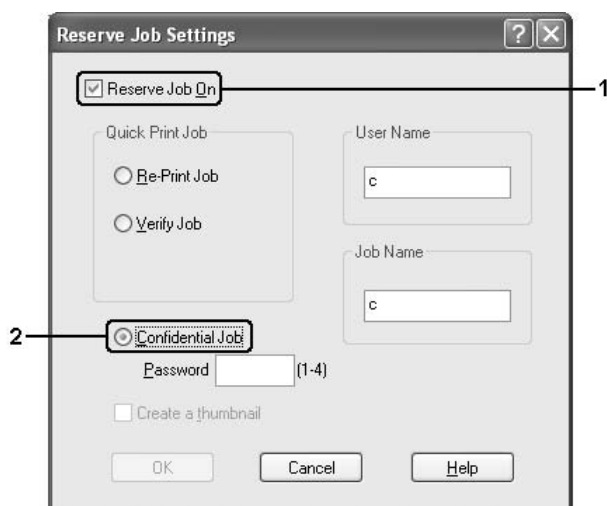 Reserve Job Settings
Reserve Job On
1
Quick Print Job
User Name
Re-Print Job
c
Verify Job
Job Name
c
2
Confidential Job
Password (1-4)
Create a thumbnail
OK Cancel Help